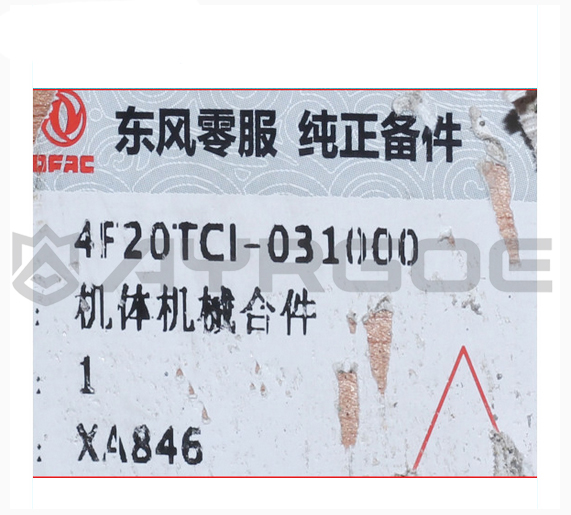 东风零服 纯正备件
DFAC
4F20TCI-031000
AYRGOE
机体机械合件
: 1
: XA846